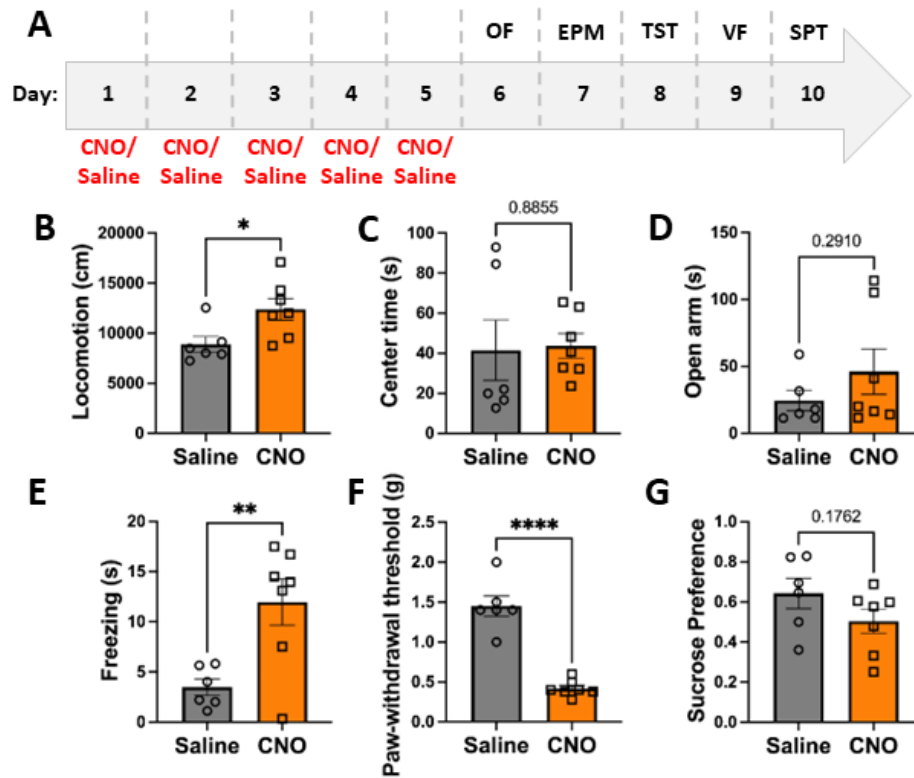 A
OF EPM TST VF SPT
Day: 1 2 3 4 5 6 7 8 9 10
CNO/ CNO/ CNO/ CNO/ CNO/
Saline Saline Saline Saline Saline
B
Locomotion (cm)
20000
15000
10000
5000
0
*
Saline CNO
C
Center time (s)
100
80
60
40
20
0
0.8855
Saline CNO
D
Open arm (s)
150
100
50
0
0.2910
Saline CNO
E
Freezing (s)
20
15
10
5
0
**
Saline CNO
F
Paw-withdrawal threshold (g)
2.5
2.0
1.5
1.0
0.5
0.0
****
Saline CNO
G
Sucrose Preference
1.0
0.8
0.6
0.4
0.2
0.0
0.1762
Saline CNO